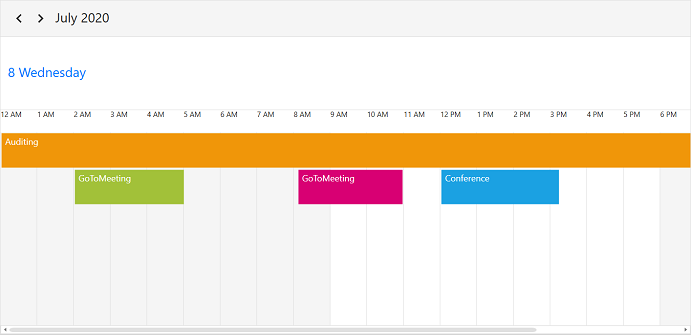 July 2020
8 Wednesday
12 AM 1 AM 2 AM 3 AM 4 AM 5 AM 6 AM 7 AM 8 AM 9 AM 10 AM 11 AM 12 PM 1 PM 2 PM 3 PM 4 PM 5 PM 6 PM
Auditing
GoToMeeting GoToMeeting Conference